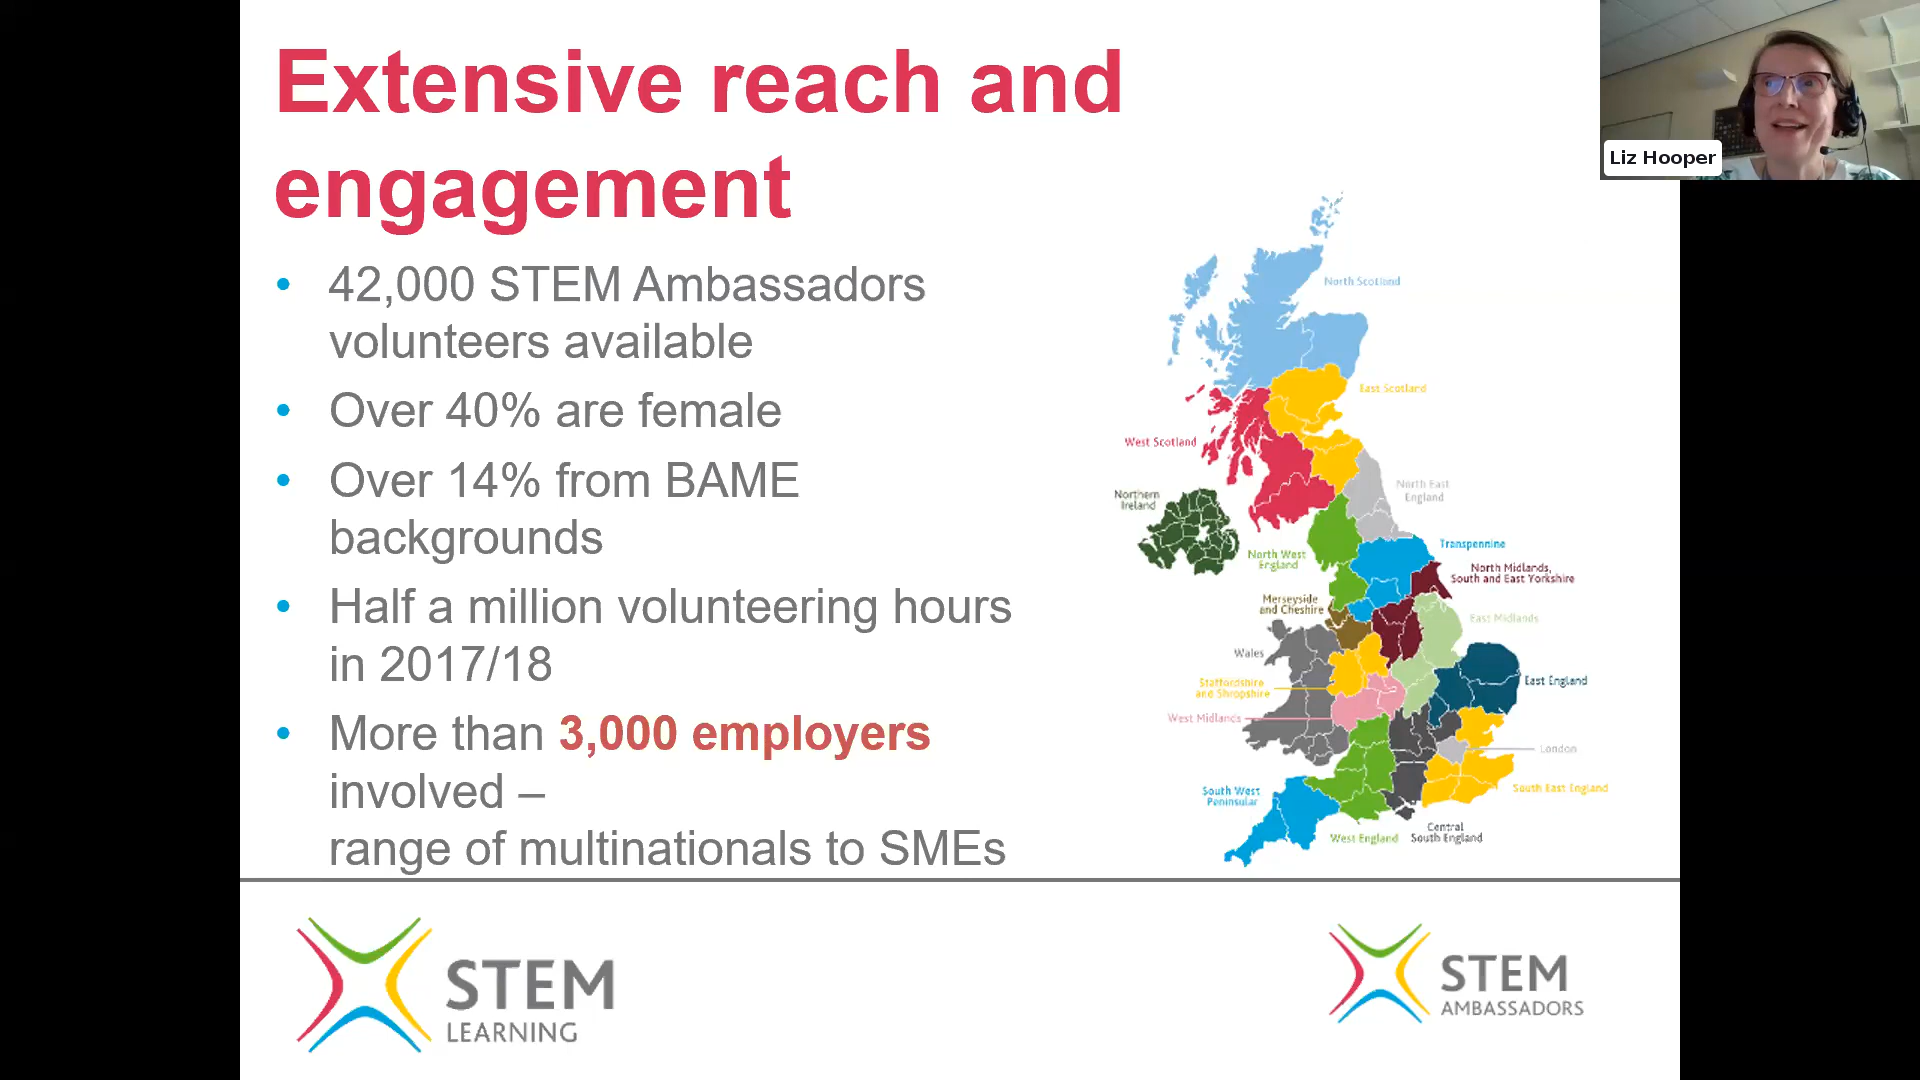 Extensive reach and
engagement
• 42,000 STEM Ambassadors
volunteers available
• Over 40% are female
• Over 14% from BAME
backgrounds
• Half a million volunteering hours
in 2017/18
• More than 3,000 employers
involved –
range of multinationals to SMEs
Liz Hooper
North Scotland
East Scotland
West Scotland
North East
England
Northern
Ireland
North West
England
Transpennine
North Midlands,
South and East Yorkshire
Merseyside
and Cheshire
East Midlands
Wales
Staffordshire
and Shropshire
East England
West Midlands
London
South West
Peninsular
South East England
West England
Central
South England
STEM
LEARNING
STEM
AMBASSADORS